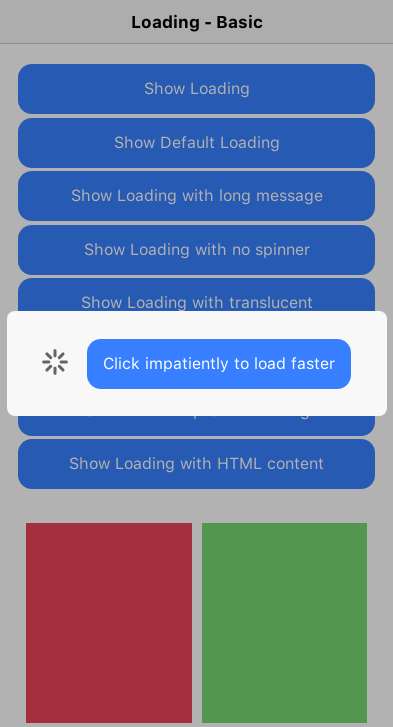 Loading - Basic
Show Loading
Show Default Loading
Show Loading with long message
Show Loading with no spinner
Show Loading with translucent
Click impatiently to load faster
Show Loading with HTML content